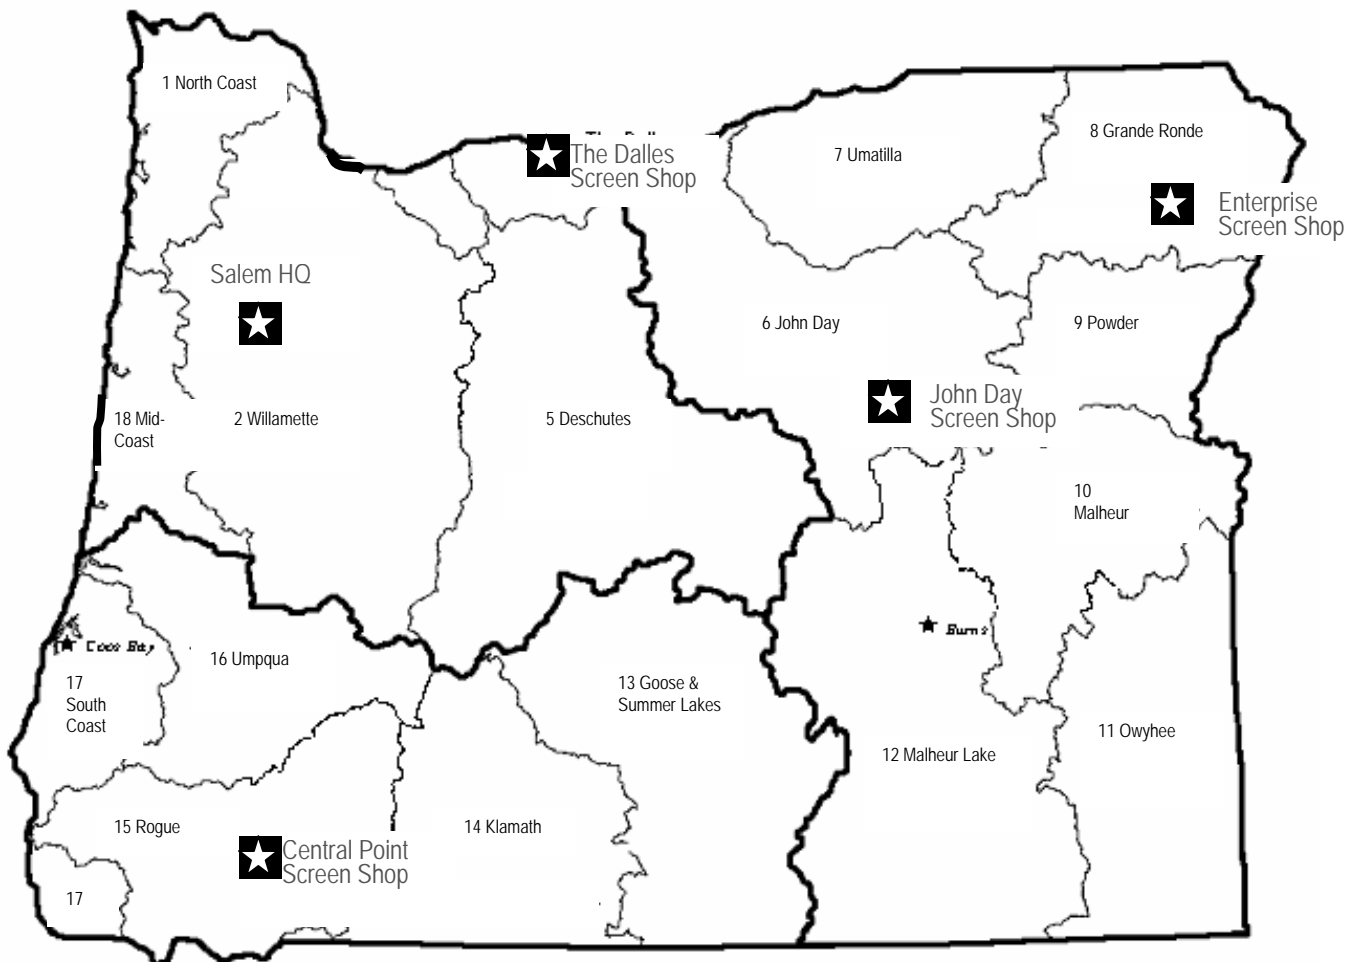 1 North Coast
8 Grande Ronde
7 Umatilla
The Dalles
Screen Shop
Enterprise
Screen Shop
Salem HQ
6 John Day
9 Powder
John Day
Screen Shop
18 Mid-
Coast
2 Willamette
5 Deschutes
10
Malheur
Burns
Coos Bay
16 Umpqua
17
South
Coast
13 Goose &
Summer Lakes
11 Owyhee
12 Malheur Lake
15 Rogue
14 Klamath
Central Point
Screen Shop
17